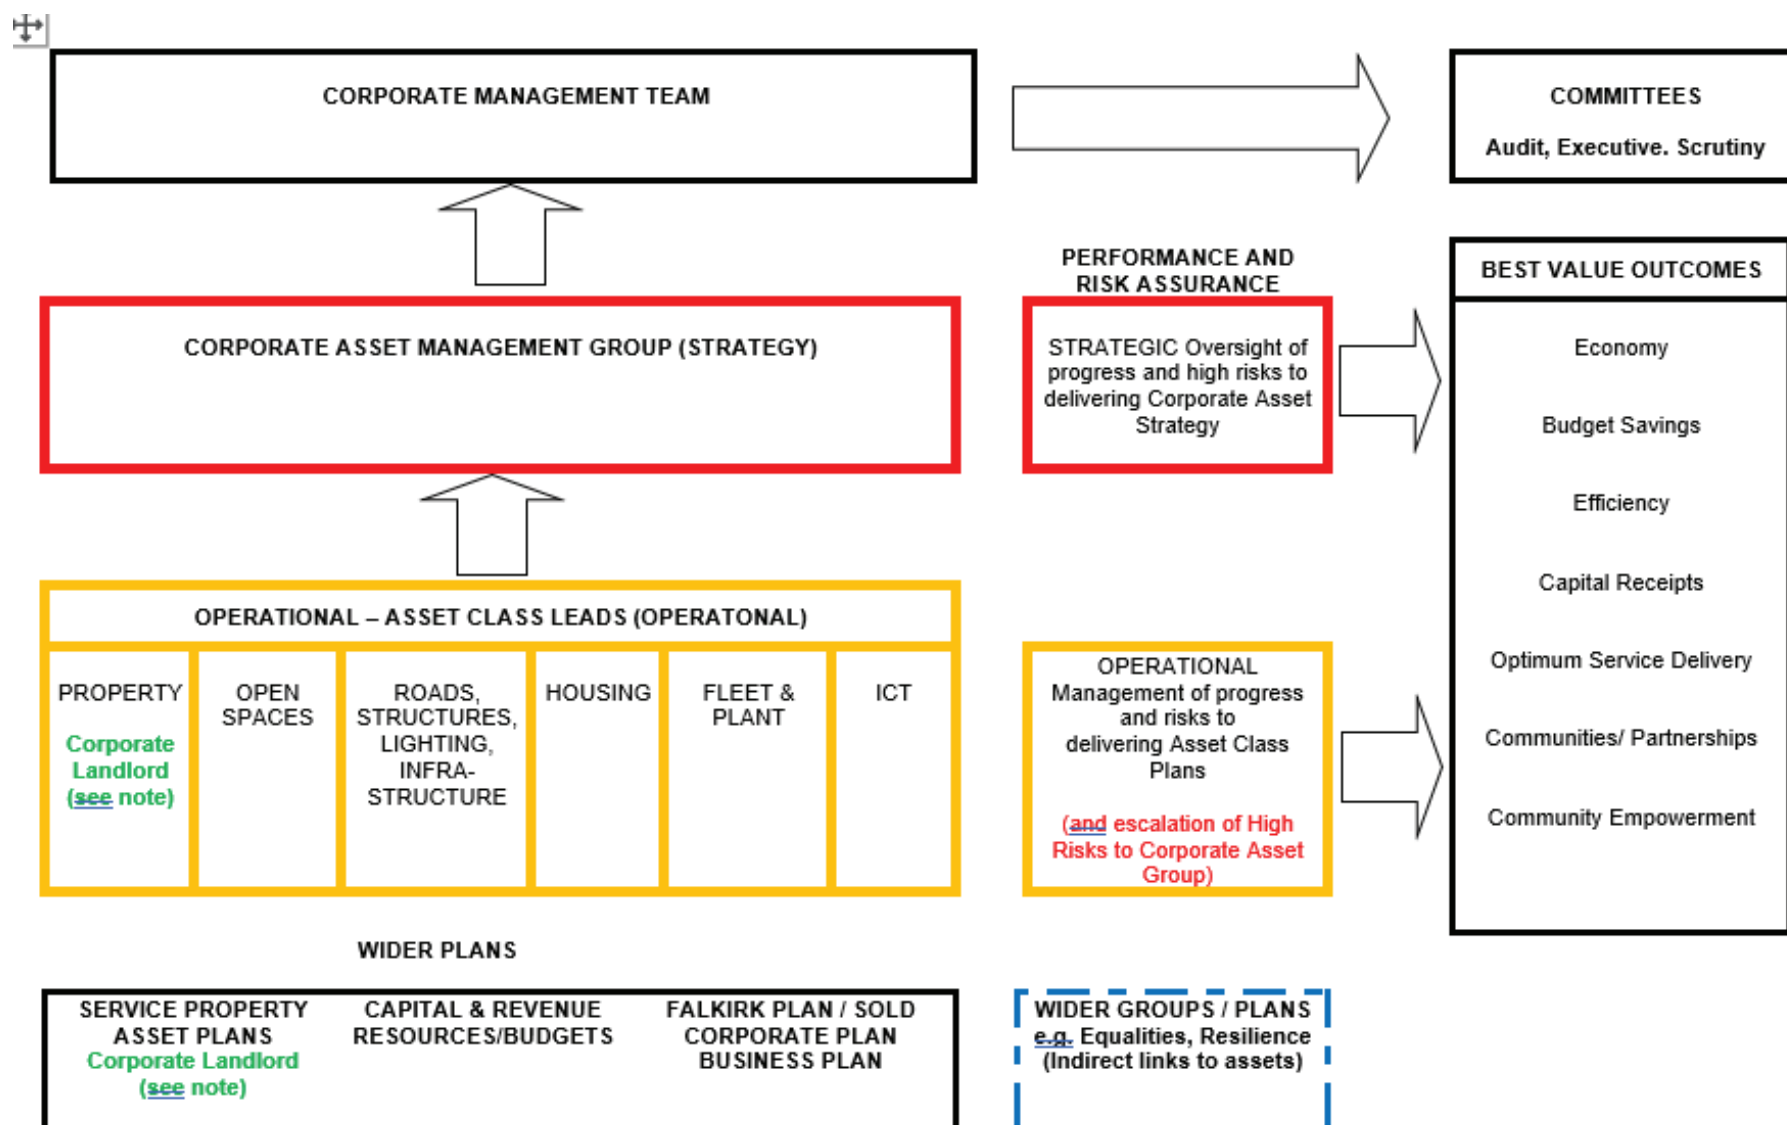 CORPORATE MANAGEMENT TEAM
COMMITTEES
Audit, Executive. Scrutiny
CORPORATE ASSET MANAGEMENT GROUP (STRATEGY)
PERFORMANCE AND
RISK ASSURANCE
STRATEGIC Oversight of
progress and high risks to
delivering Corporate Asset
Strategy
BEST VALUE OUTCOMES
Economy
Budget Savings
Efficiency
Capital Receipts
Optimum Service Delivery
Communities/ Partnerships
Community Empowerment
OPERATIONAL – ASSET CLASS LEADS (OPERATONAL)
PROPERTY
Corporate
Landlord
(see note)
OPEN
SPACES
ROADS,
STRUCTURES,
LIGHTING,
INFRA-
STRUCTURE
HOUSING
FLEET &
PLANT
ICT
OPERATIONAL
Management of progress
and risks to
delivering Asset Class
Plans
(and escalation of High
Risks to Corporate Asset
Group)
WIDER PLANS
SERVICE PROPERTY
ASSET PLANS
Corporate Landlord
(see note)
CAPITAL & REVENUE
RESOURCES/BUDGETS
FALKIRK PLAN / SOLD
CORPORATE PLAN
BUSINESS PLAN
WIDER GROUPS / PLANS
e.g. Equalities, Resilience
(Indirect links to assets)